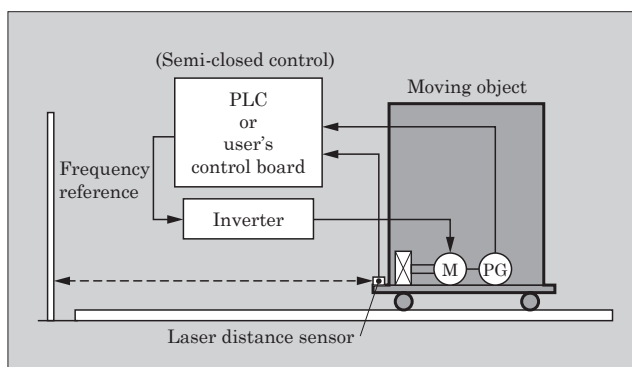 (Semi-closed control)
PLC
or
user's
control board
Moving object
Frequency
reference
Inverter
M
PG
Laser distance sensor